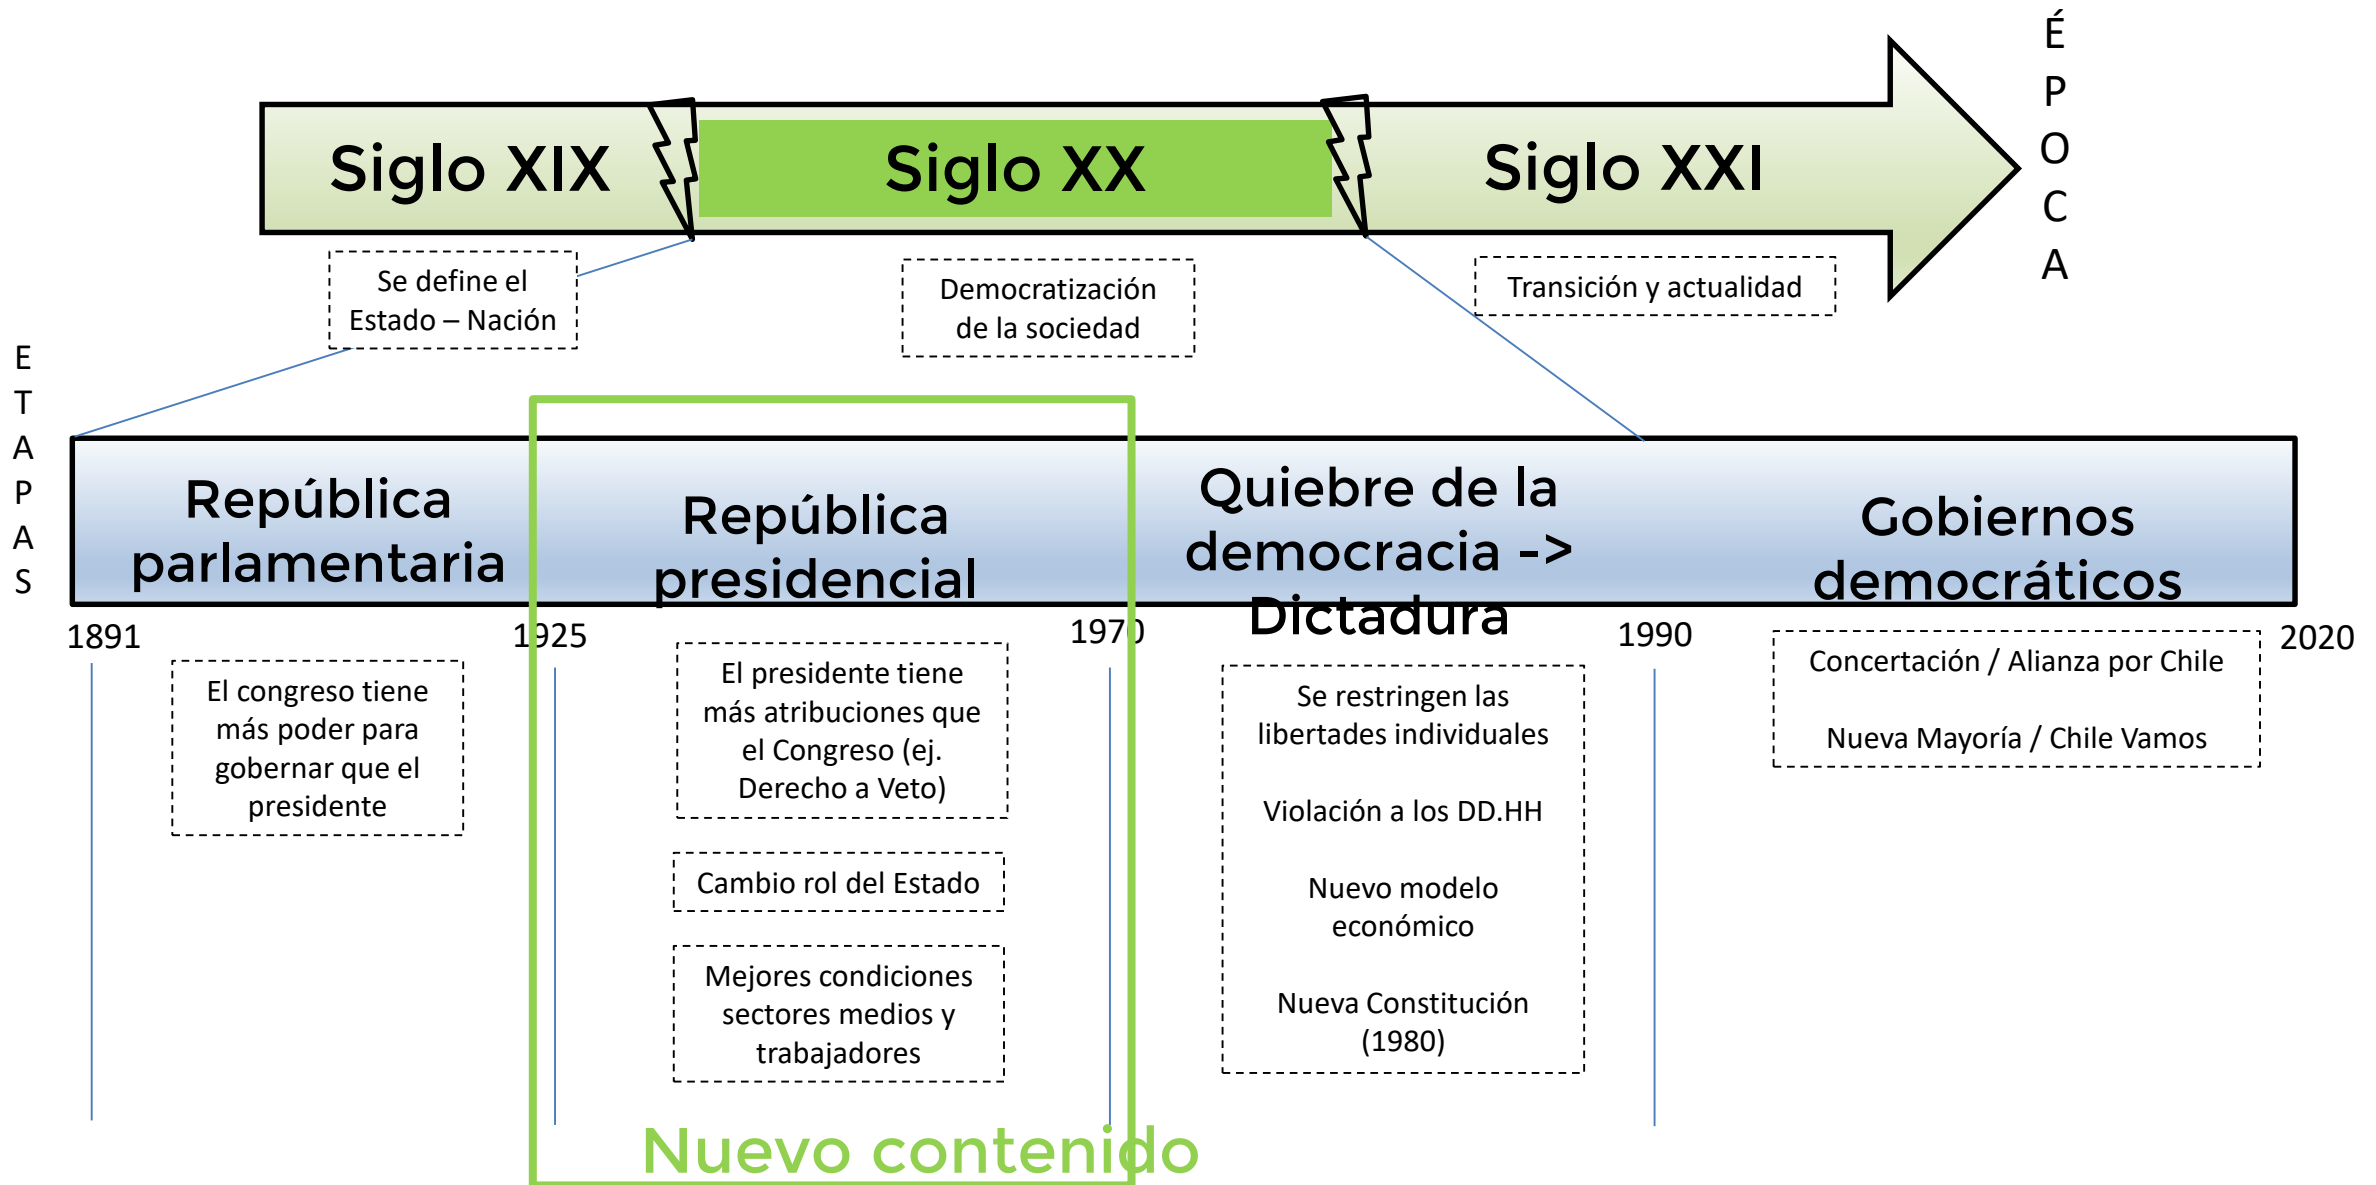 Siglo XIX
Siglo XX
Siglo XXI
É
P
O
C
A
Se define el
Estado – Nación
Democratización
de la sociedad
Transición y actualidad
E
T
A
P
A
S
República
parlamentaria
República
presidencial
Quiebre de la
democracia ->
Dictadura
Gobiernos
democráticos
1891
1925
1970
1990
2020
El congreso tiene
más poder para
gobernar que el
presidente
El presidente tiene
más atribuciones que
el Congreso (ej.
Derecho a Veto)
Cambio rol del Estado
Mejores condiciones
sectores medios y
trabajadores
Se restringen las
libertades individuales
Violación a los DD.HH
Nuevo modelo
económico
Nueva Constitución
(1980)
Concertación / Alianza por Chile
Nueva Mayoría / Chile Vamos
Nuevo contenido